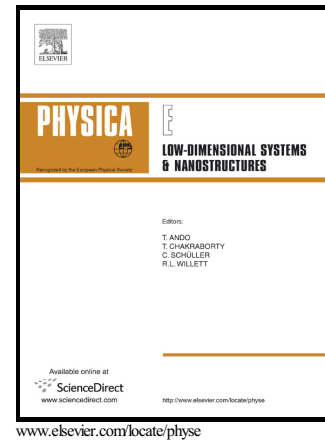 ELSEVIER
PHYSICA
E
LOW-DIMENSIONAL SYSTEMS
& NANOSTRUCTURES
Recognized by the European Physical Society
Editors:
T. ANDO
T. CHAKRABORTY
C. SCHÜLLER
R.L. WILLETT
Available online at
ScienceDirect
www.sciencedirect.com
http://www.elsevier.com/locate/physe
www.elsevier.com/locate/physe